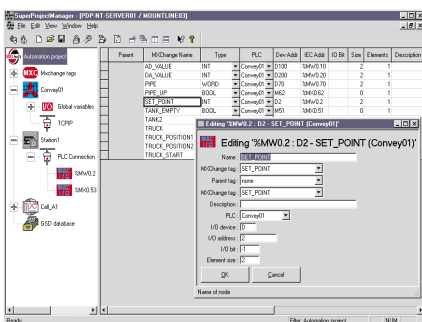 SuperProjectManager - [PDP-NT-SERVER01 / MOUNTLINE03]
File Edit View Window Help
Automation project
MXC Mxchange tags
Convey01
I/O Global variables
TCPIP
Station1
PLC Connection
%MW0.2
%MX0.53
Cell_A1
GSD database
Parent MXChange Name Type PLC Dev Addr IEC Addr IO Bit Size Elements Description
AD_VALUE INT Convey01 D100 %MW0.10 2 1
DA_VALUE INT Convey01 D200 %MW0.20 2 1
PIPE WORD Convey01 D70 %MW0.70 2 1
PIPE_UP BOOL Convey01 M62 %MX0.62 0 1
SET_POINT INT Convey01 D2 %MW0.2 2 1
TANK_EMPTY BOOL Convey01 M51 %MX0.51 0 1
TANK2
TRUCK
TRUCK_POSITION1
TRUCK_POSITION2
TRUCK_START
Editing '%MW0.2 : D2 - SET_POINT (Convey01)'
Editing '%MW0.2 : D2 - SET_POINT (Convey01)'
Name : SET_POINT
MXChange tag : SET_POINT
Parent tag : none
MXChange tag : SET_POINT
Description :
PLC : Convey01
I/O device : D
I/O address : 2
I/O bit : -1
Element size : 2
OK Cancel
Name of node
Ready Filter: Automation project NUM